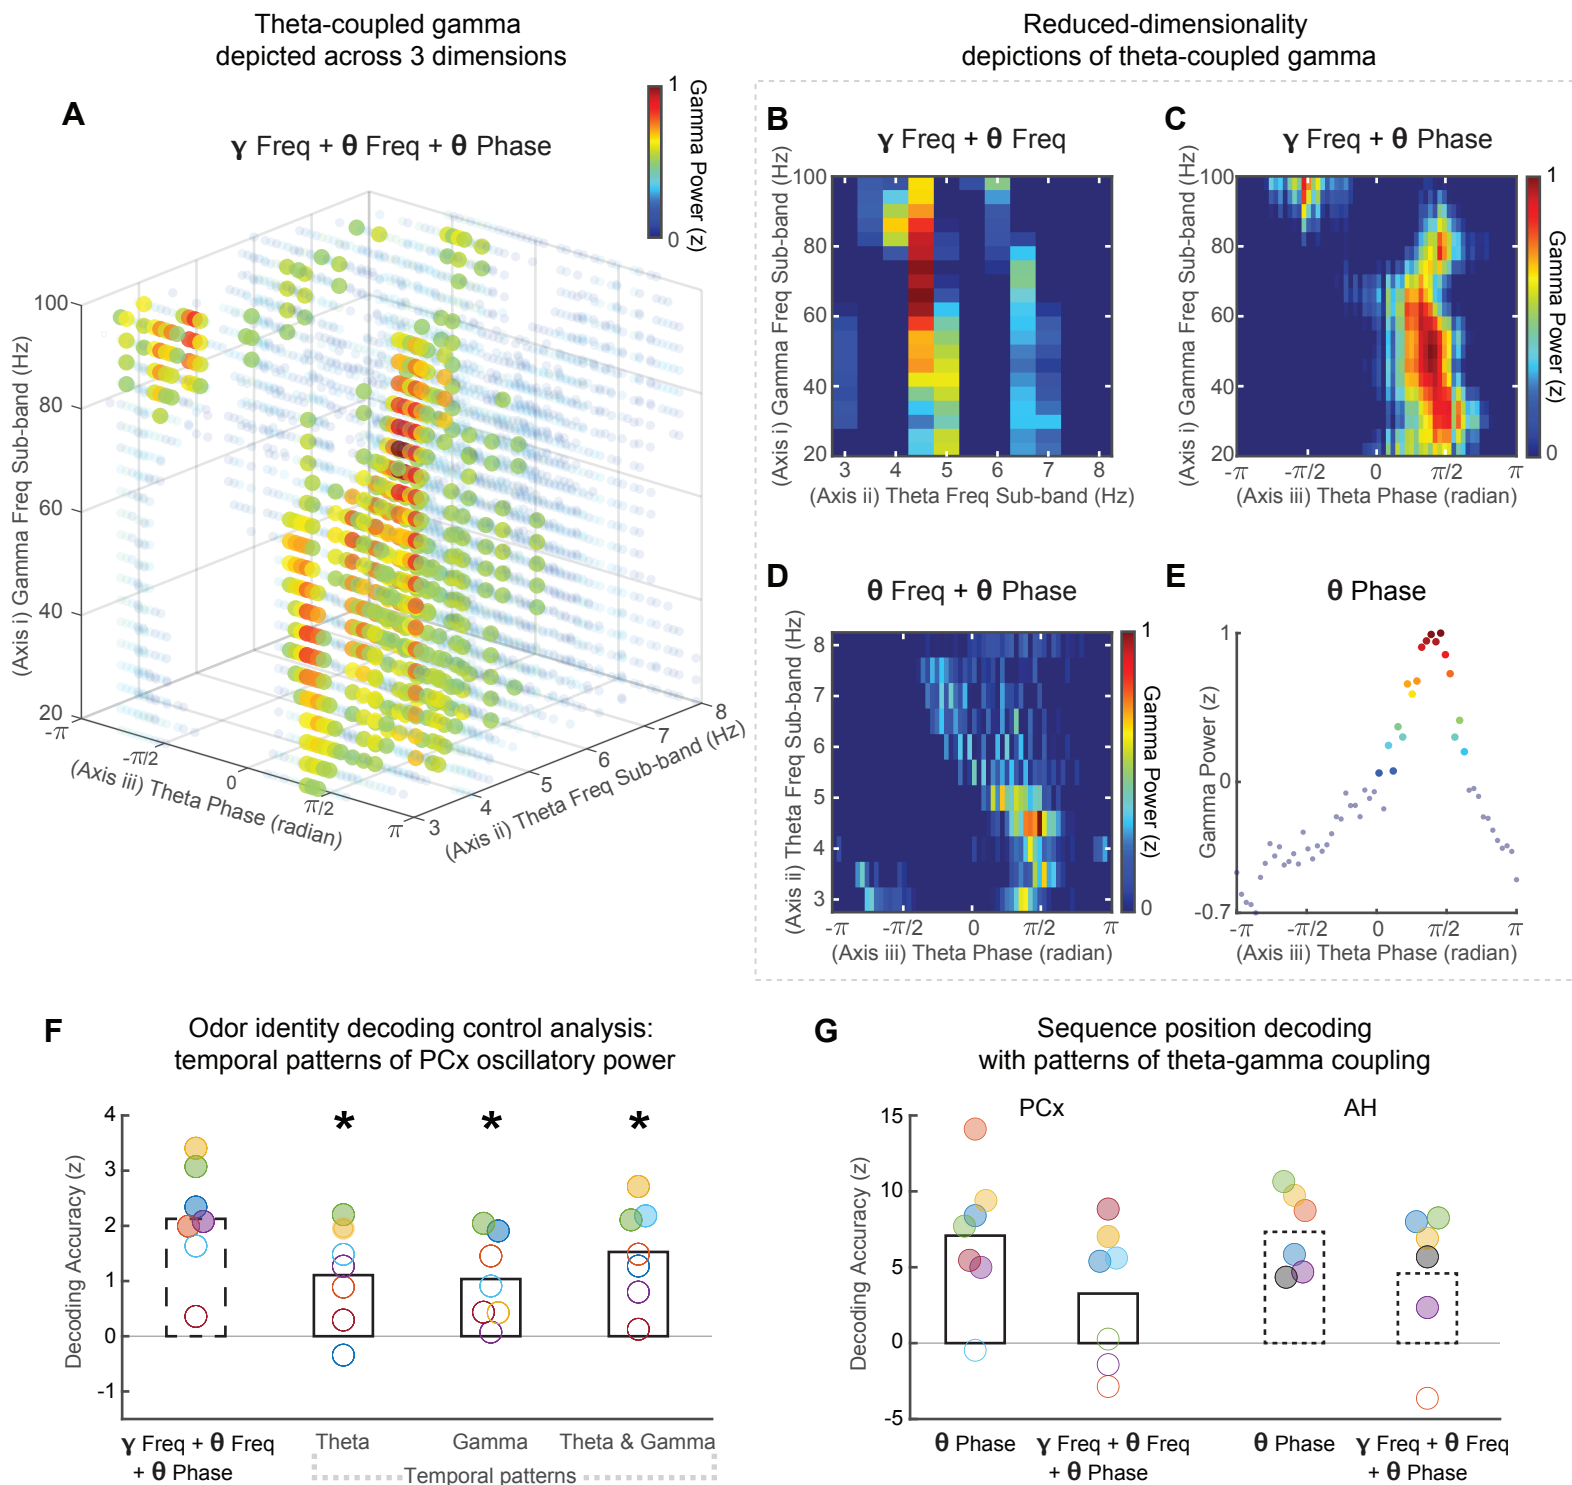 Theta-coupled gamma
depicted across 3 dimensions
Reduced-dimensionality
depictions of theta-coupled gamma
A
γ Freq + θ Freq + θ Phase
1
0
Gamma Power (z)
(Axis i) Gamma Freq Sub-band (Hz)
100
80
60
40
20
-π
-π/2
0
π/2
π
(Axis iii) Theta Phase (radian)
3
4
5
6
7
8
(Axis ii) Theta Freq Sub-band (Hz)
B
γ Freq + θ Freq
(Axis i) Gamma Freq Sub-band (Hz)
100
80
60
40
20
3 4 5 6 7 8
(Axis ii) Theta Freq Sub-band (Hz)
C
γ Freq + θ Phase
(Axis i) Gamma Freq Sub-band (Hz)
100
80
60
40
20
-π -π/2 0 π/2 π
(Axis iii) Theta Phase (radian)
1
0
Gamma Power (z)
D
θ Freq + θ Phase
(Axis ii) Theta Freq Sub-band (Hz)
8
7
6
5
4
3
-π -π/2 0 π/2 π
(Axis iii) Theta Phase (radian)
1
0
Gamma Power (z)
E
θ Phase
Gamma Power (z)
1
0
-0.7
-π -π/2 0 π/2 π
(Axis iii) Theta Phase (radian)
F
Odor identity decoding control analysis:
temporal patterns of PCx oscillatory power
Decoding Accuracy (z)
4
3
2
1
0
-1
* * *
γ Freq + θ Freq
+ θ Phase
Theta
Gamma
Theta & Gamma
Temporal patterns
G
Sequence position decoding
with patterns of theta-gamma coupling
PCx
AH
Decoding Accuracy (z)
15
10
5
0
-5
θ Phase
γ Freq + θ Freq
+ θ Phase
θ Phase
γ Freq + θ Freq
+ θ Phase